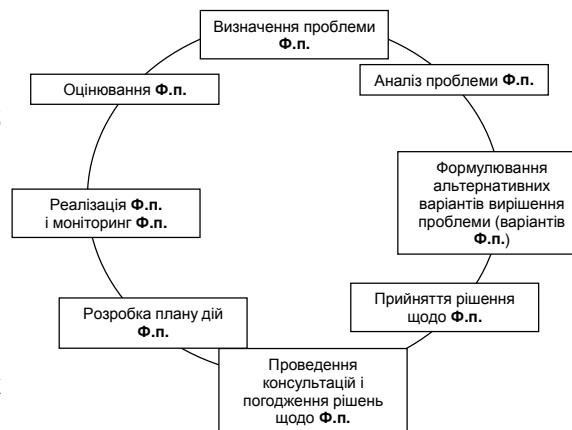 Визначення проблеми
Ф.п.
Аналіз проблеми Ф.п.
Формулювання
альтернативних
варіантів вирішення
проблеми (варіантів
Ф.п.)
Прийняття рішення
щодо Ф.п.
Проведення
консультацій і
погодження рішень
щодо Ф.п.
Розробка плану дій
Ф.п.
Реалізація Ф.п.
і моніторинг Ф.п.
Оцінювання Ф.п.